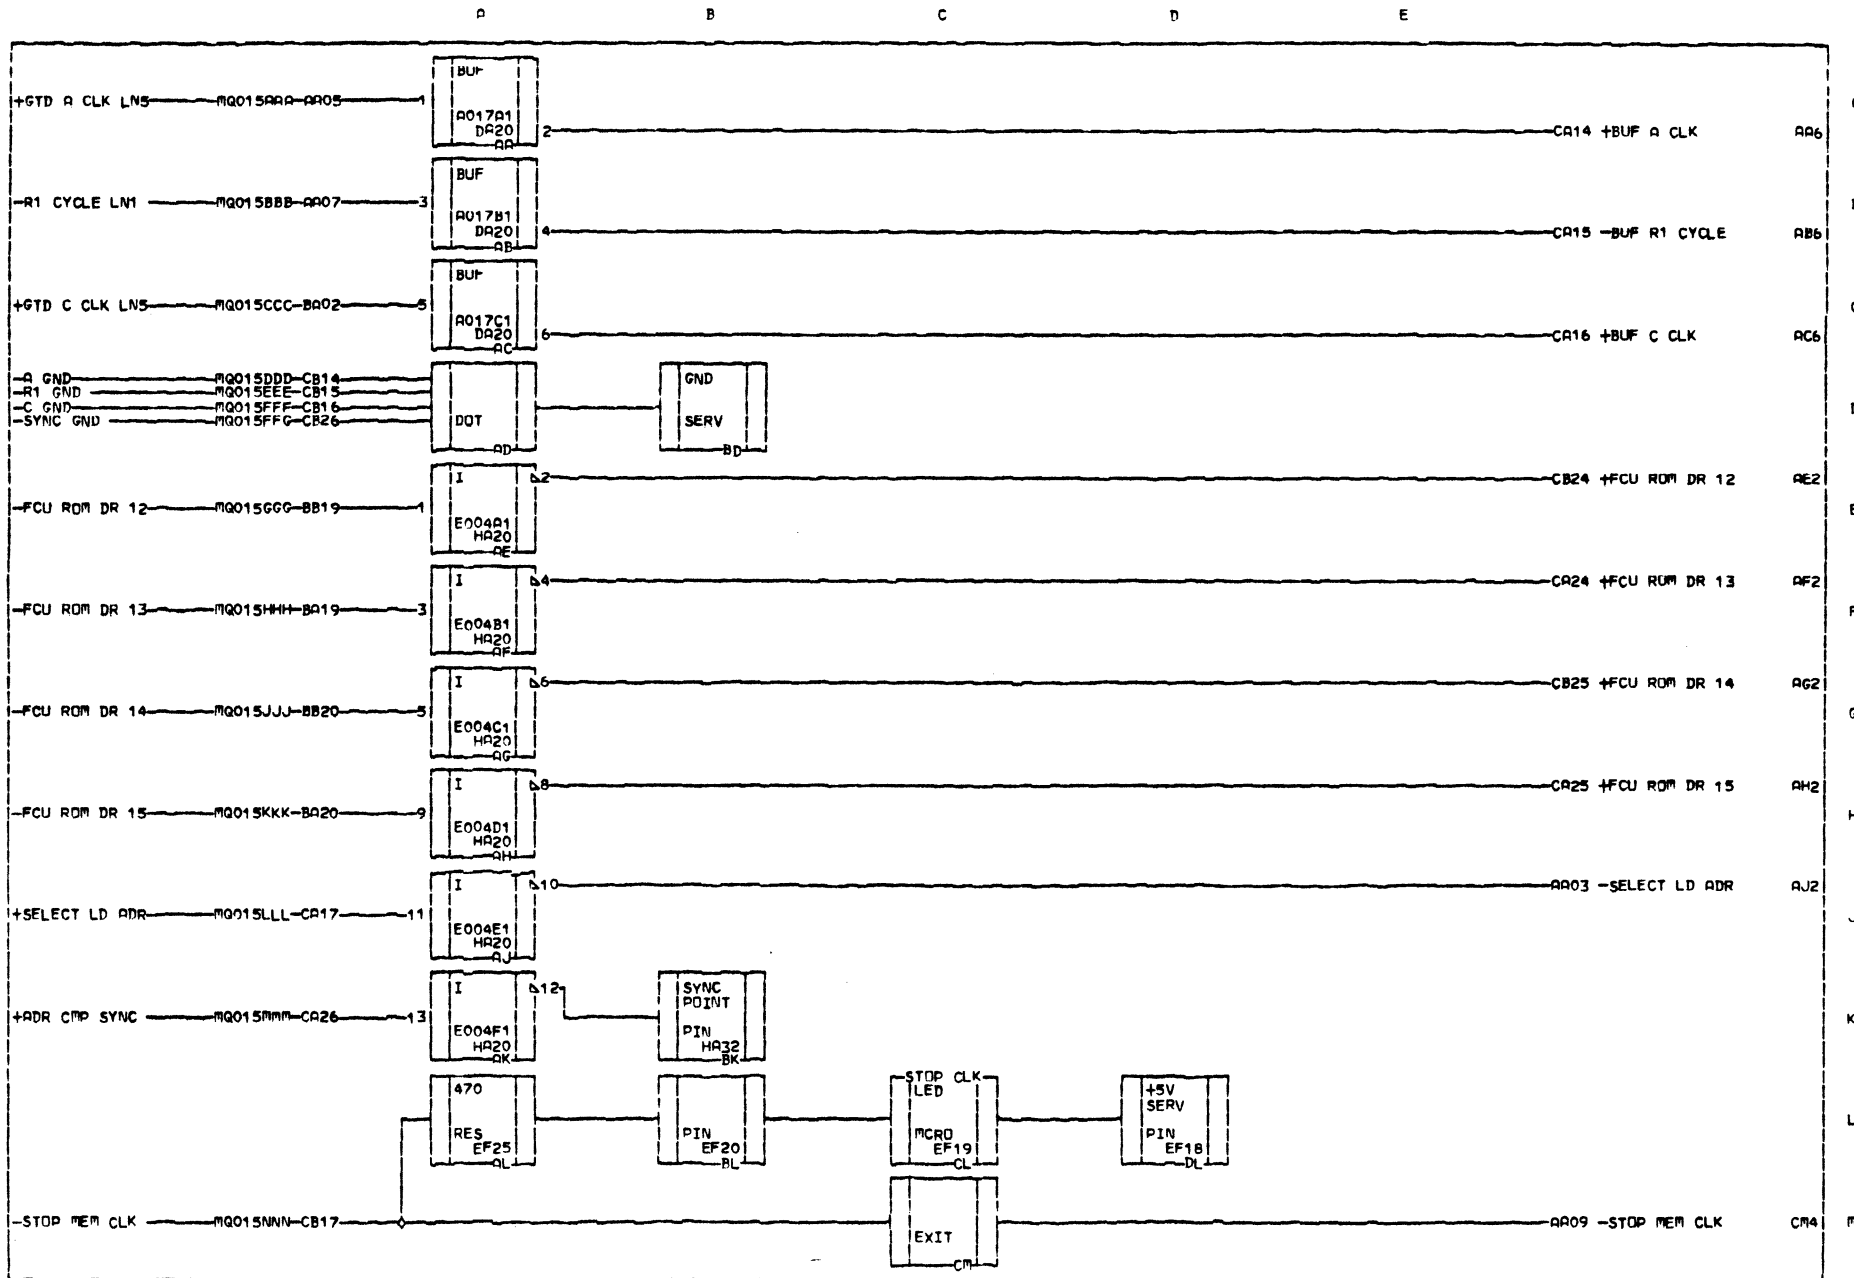 A B C D E
BUF
+GTD A CLK LN5 MQ015AAA-AA05 1
A017A1
DA20 2 CA14 +BUF A CLK AA6
AA
BUF
-R1 CYCLE LN1 MQ015BBB-AA07 3
A017B1
DA20 4 CA15 -BUF R1 CYCLE AB6
AB
BUF
+GTD C CLK LN5 MQ015CCC-BA02 5
A017C1
DA20 6 CA16 +BUF C CLK AC6
AC
-A GND MQ015DDD-CB14 GND
-R1 GND MQ015EEE-CB15
-C GND MQ015FFF-CB16
-SYNC GND MQ015FFG-CB26 DOT SERV
AD BD
I 2 CB24 +FCU ROM DR 12 AE2
-FCU ROM DR 12 MQ015GGG-BB19 1 E
E004A1
HA20
AE
I 4 CA24 +FCU ROM DR 13 AF2
-FCU ROM DR 13 MQ015HHH-BA19 3
E004B1
HA20
AF
I 6 CB25 +FCU ROM DR 14 AG2
-FCU ROM DR 14 MQ015JJJ-BB20 5 G
E004C1
HA20
AG
I 8 CA25 +FCU ROM DR 15 AH2
-FCU ROM DR 15 MQ015KKK-BA20 9 H
E004D1
HA20
AH
I 10 AA03 -SELECT LD ADR AJ2
+SELECT LD ADR MQ015LLL-CA17 11
E004E1
HA20
AJ
I 12 SYNC
POINT
+ADR CMP SYNC MQ015MMM-CA26 13 K
E004F1 PIN
HA20 HA32
AK BK
470 STOP CLK +5V
LED SERV
L
RES PIN MCRO PIN
EF25 EF20 EF19 EF18
AL BL CL DL
-STOP MEM CLK MQ015NNN-CB17 AA09 -STOP MEM CLK CM4 M
EXIT
CM